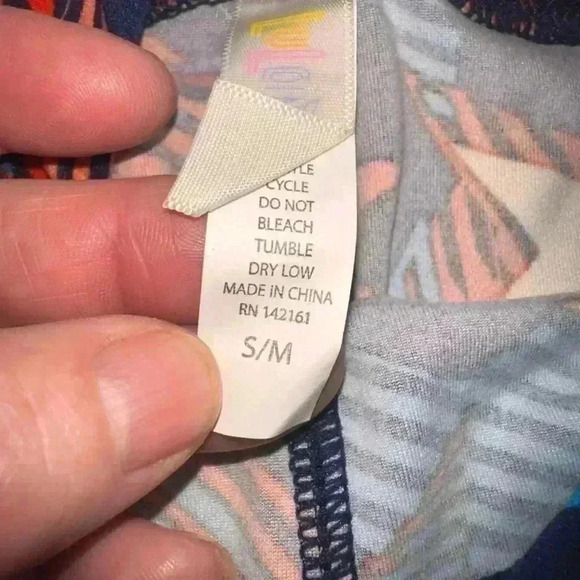 CYCLE
DO NOT
BLEACH
TUMBLE
DRY LOW
MADE IN CHINA
RN 142161
S/M